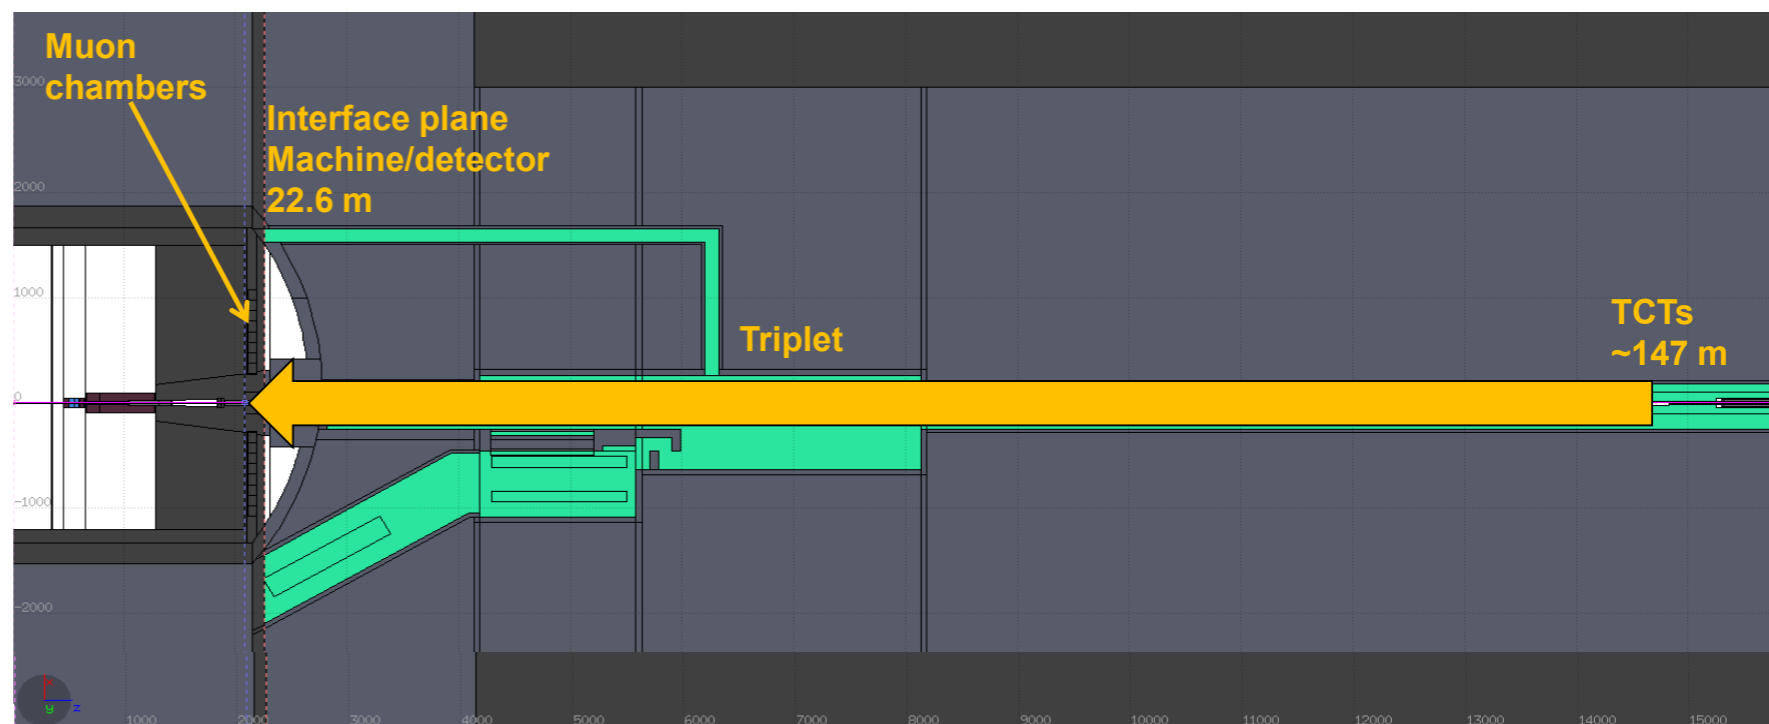 Muon
chambers
Interface plane
Machine/detector
22.6 m
Triplet
TCTs
~147 m
3000
2000
1000
0
-1000
-2000
x
y
z
1000
2000
3000
4000
5000
6000
7000
8000
9000
10000
11000
12000
13000
14000
15000